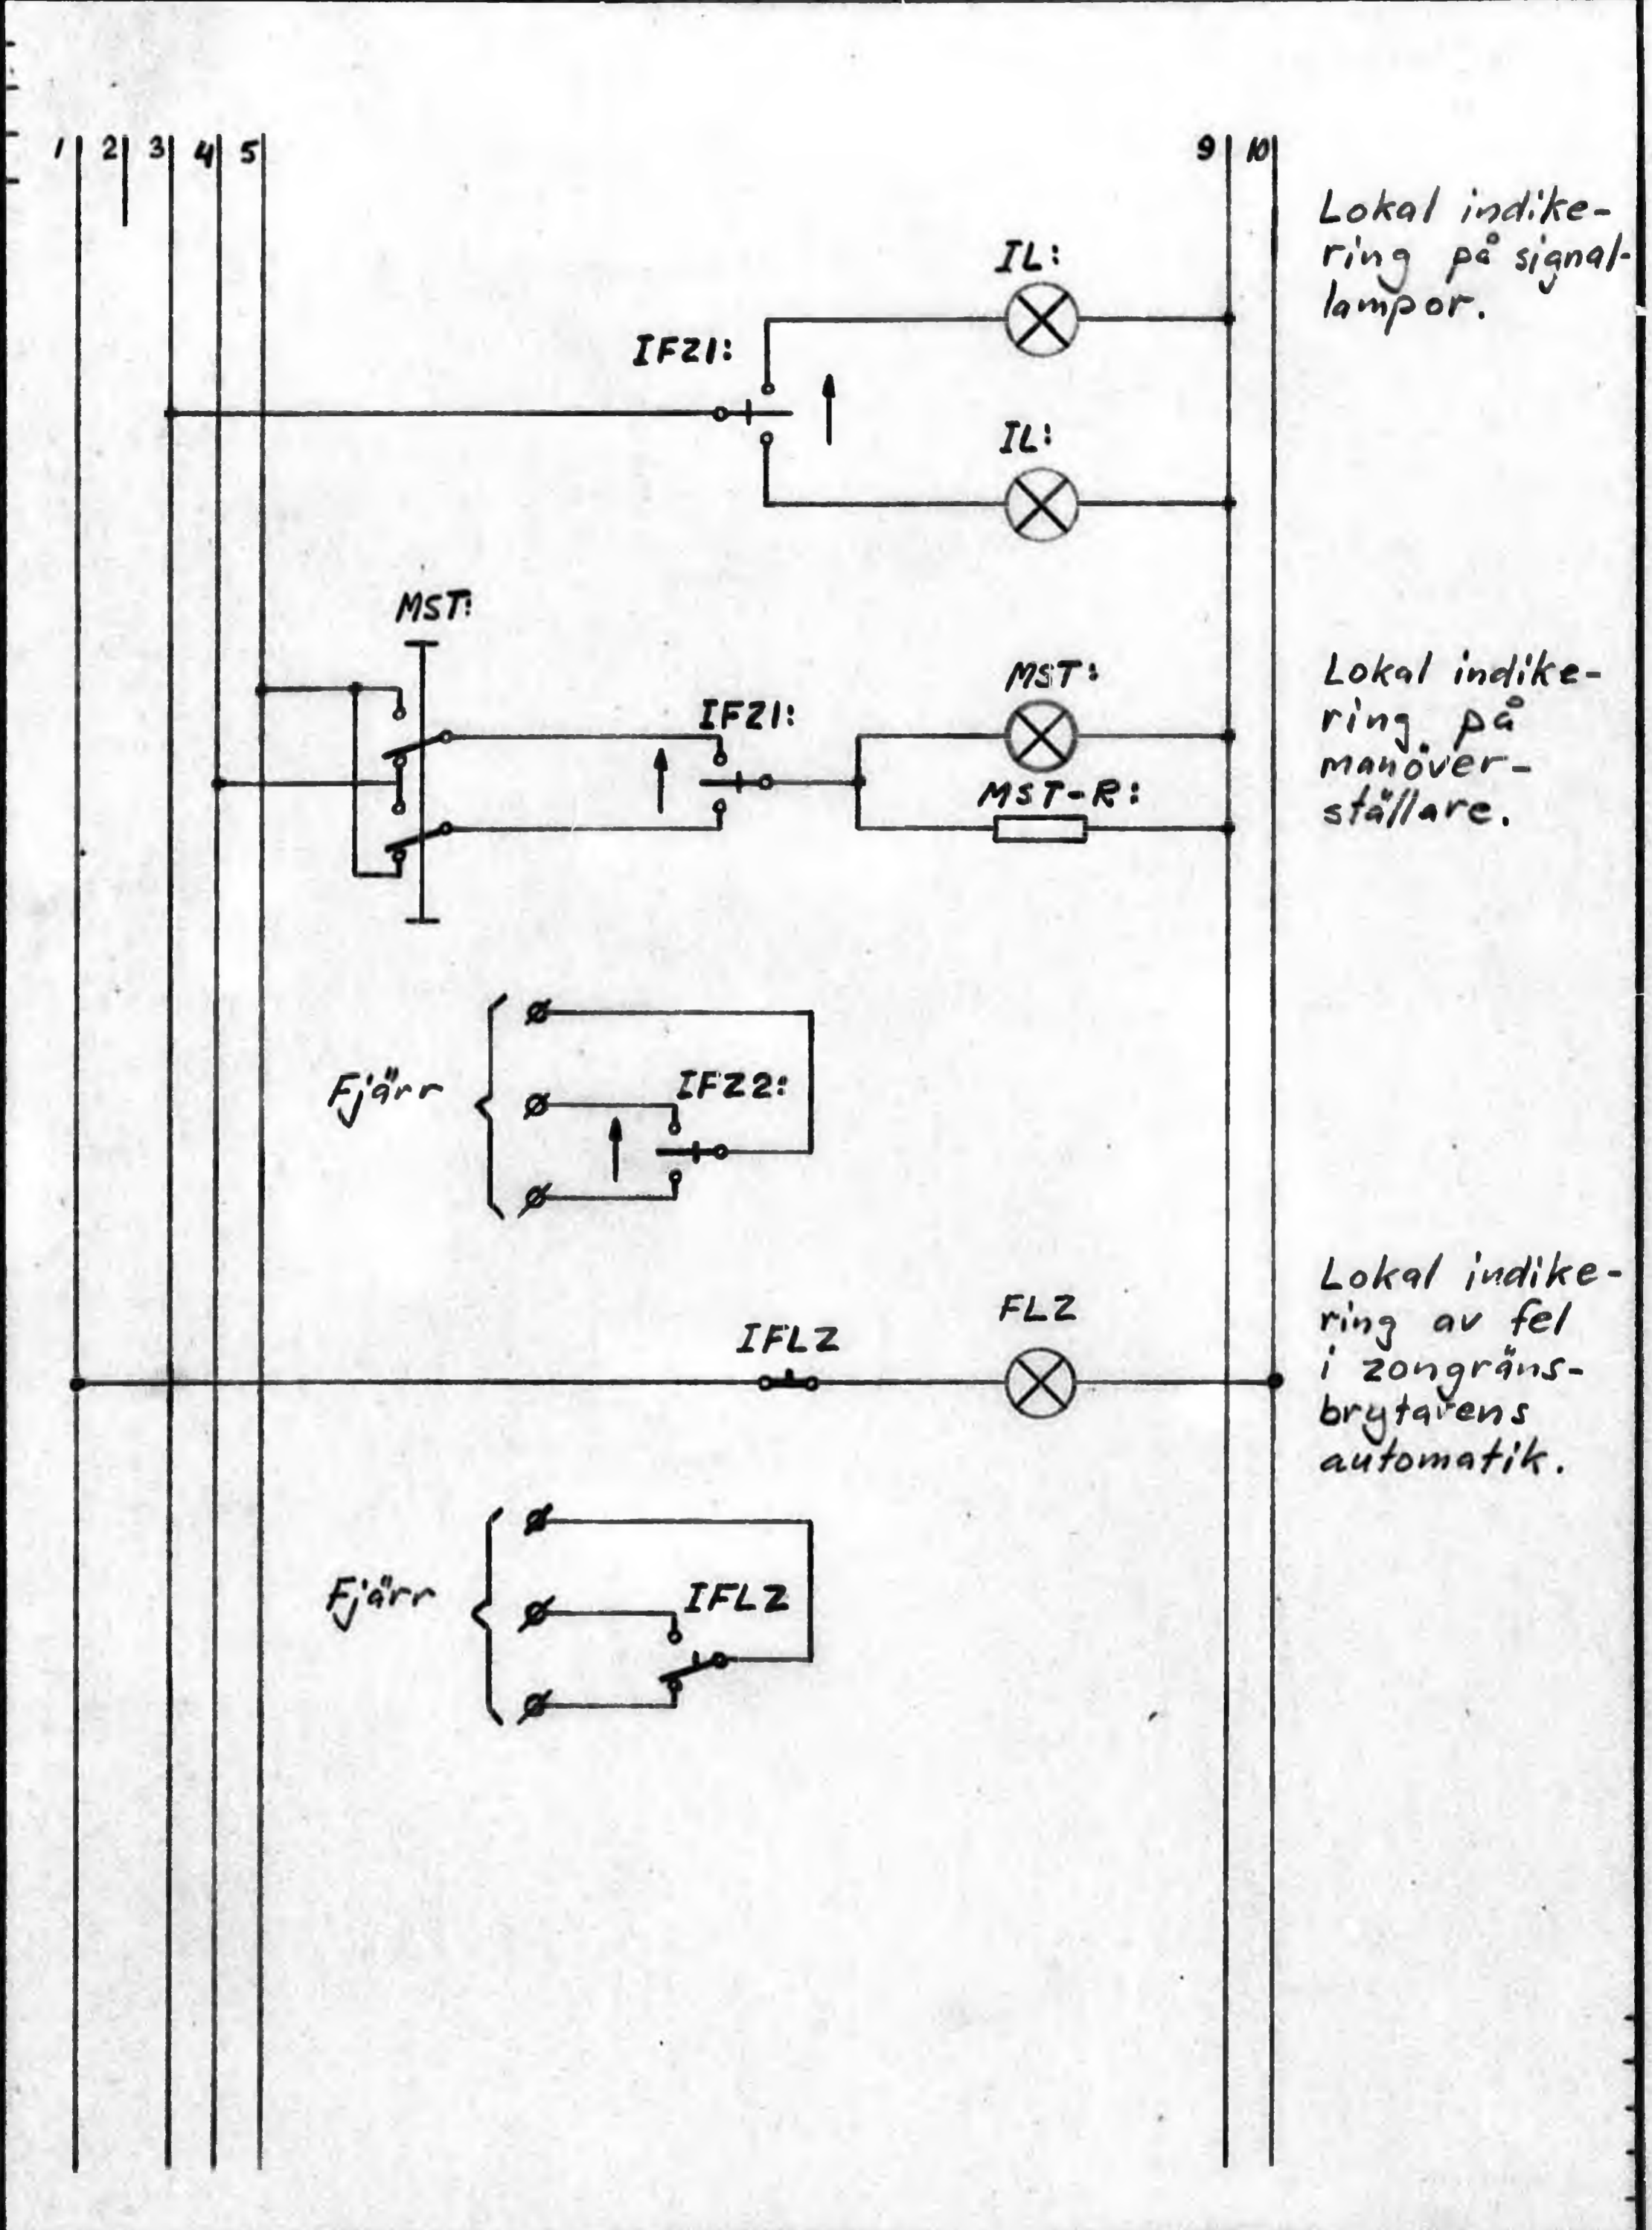 1 2 3 4 5 9 10
Lokal indike-
ring på signal-
lampor.
IL:
IFZ1:
IL:
MST:
Lokal indike-
ring på
manöver-
ställare.
MST:
IFZ1:
MST-R:
Fjärr
IFZ2:
Lokal indike-
ring av fel
i zongräns-
brytarens
automatik.
FLZ
IFLZ
Fjärr
IFLZ